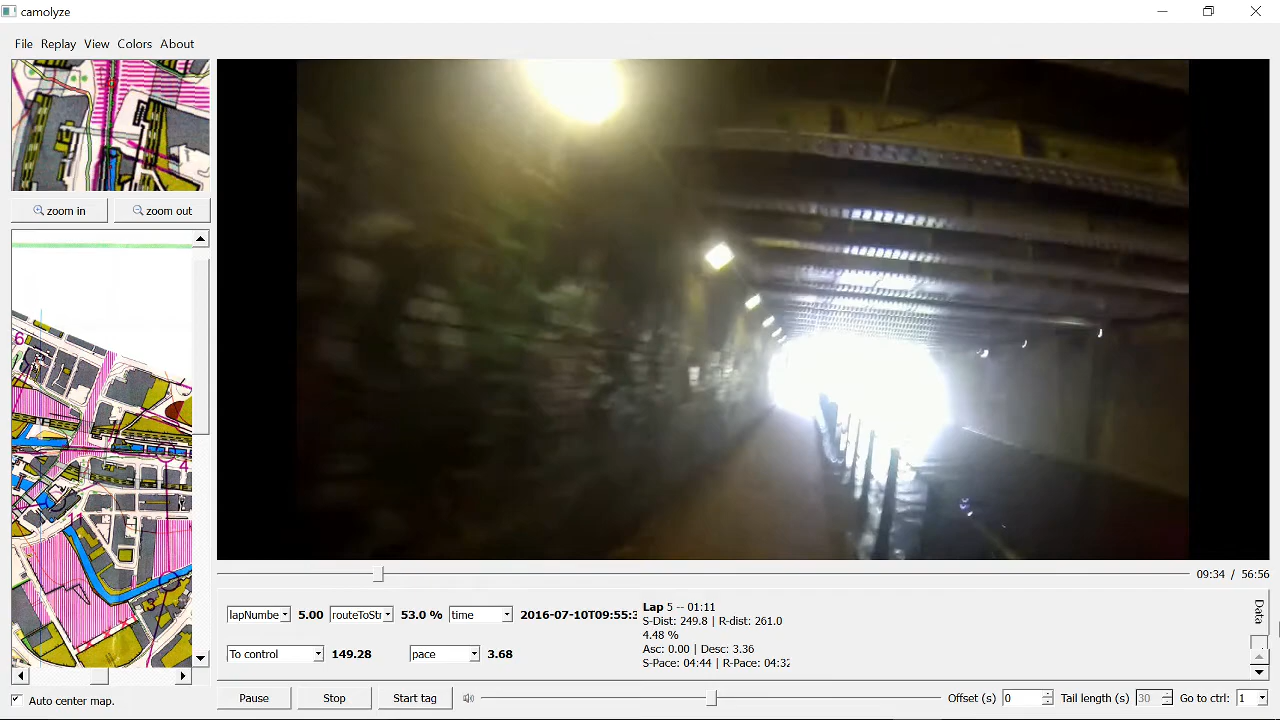 camolyze
File Replay View Colors About
zoom in
zoom out
6
4
Auto center map.
09:34 / 56:56
lapNumbe 5.00 routeToStr 53.0 % time 2016-07-10T09:55:3
To control 149.28 pace 3.68
Lap 5 -- 01:11
S-Dist: 249.8 | R-dist: 261.0
4.48 %
Asc: 0.00 | Desc: 3.36
S-Pace: 04:44 | R-Pace: 04:32
Data
Pause Stop Start tag Offset (s) 0 Tail length (s) 30 Go to ctrl: 1